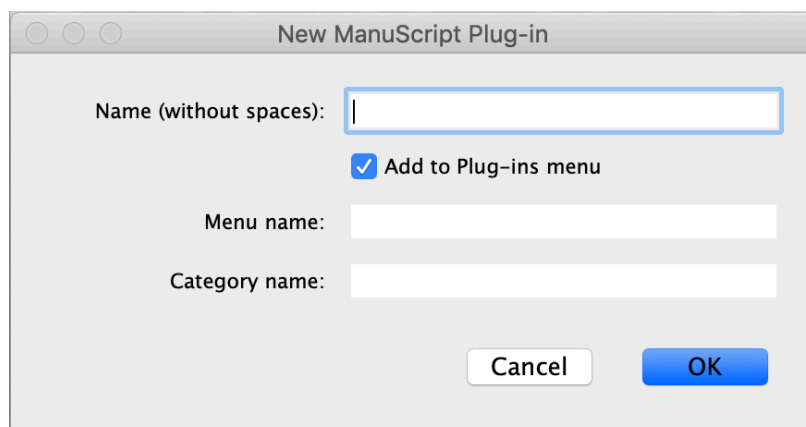 New ManuScript Plug-in
Name (without spaces):
Add to Plug-ins menu
Menu name:
Category name:
Cancel OK